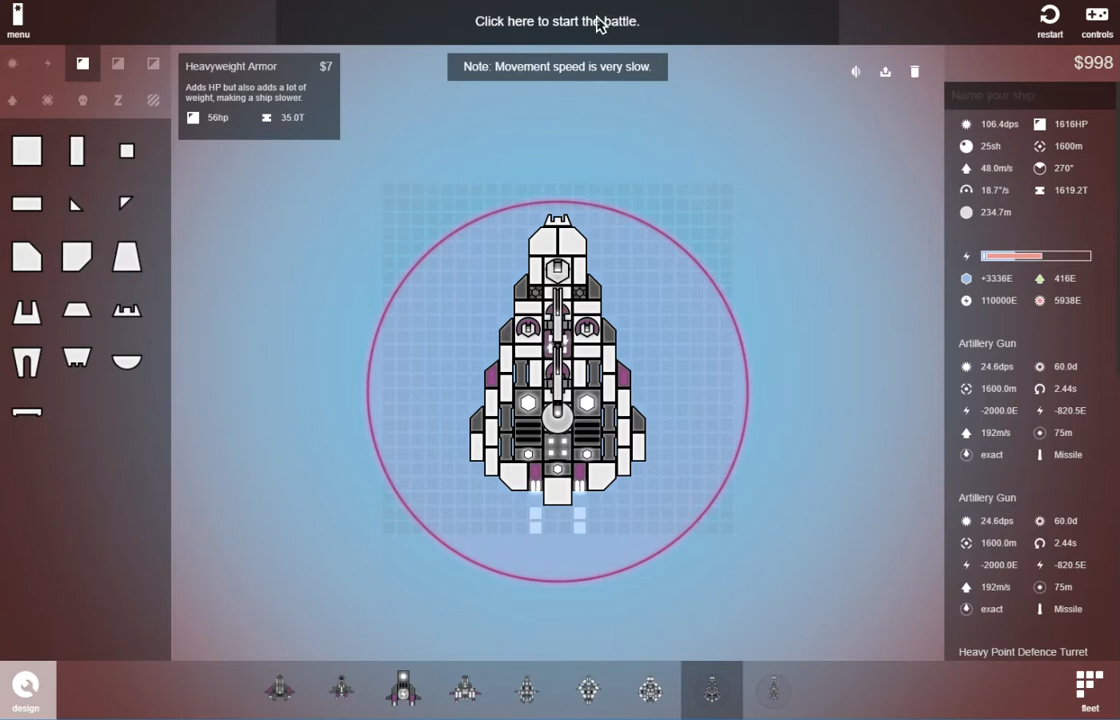 Click here to start the battle.
menu
restart
controls
Heavyweight Armor $7
Adds HP but also adds a lot of
weight, making a ship slower.
56hp 35.0T
Note: Movement speed is very slow.
$998
Name your ship
106.4dps 1616HP
25sh 1600m
48.0m/s 270°
18.7°/s 1619.2T
234.7m
+3336E 416E
110000E 5938E
Artillery Gun
24.6dps 60.0d
1600.0m 2.44s
-2000.0E -820.5E
192m/s 75m
exact Missile
Artillery Gun
24.6dps 60.0d
1600.0m 2.44s
-2000.0E -820.5E
192m/s 75m
exact Missile
Heavy Point Defence Turret
design
fleet